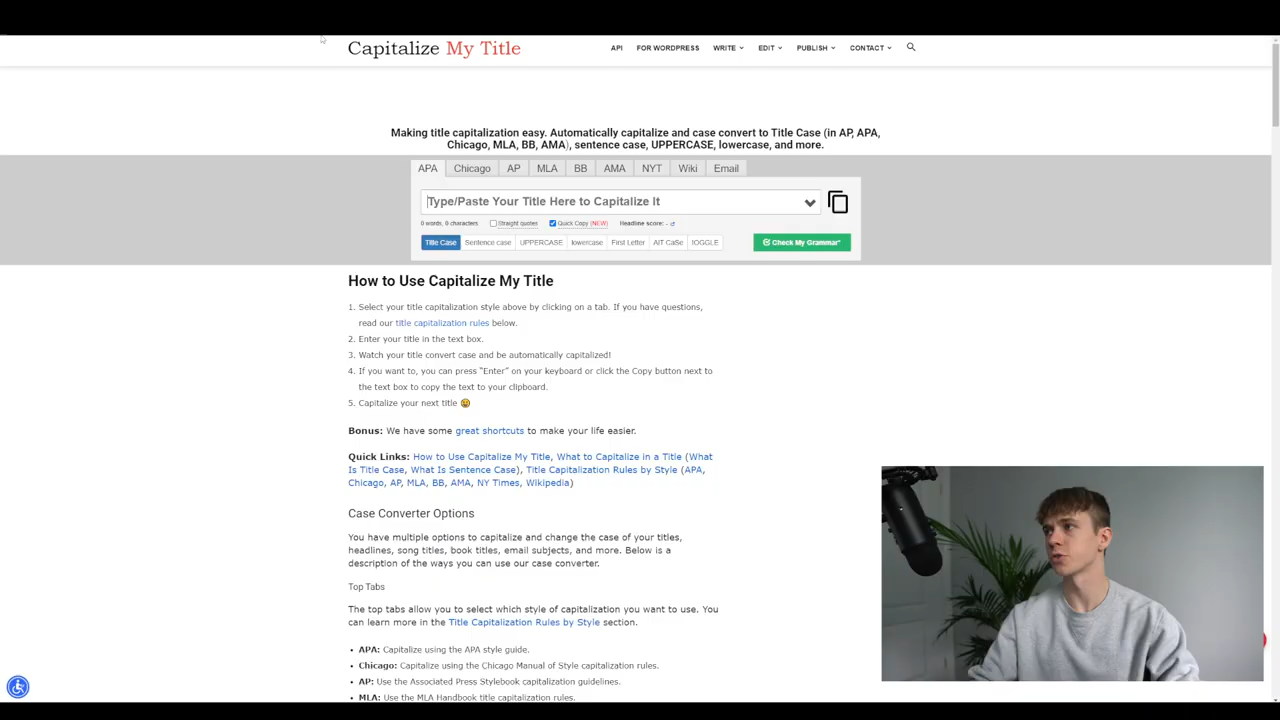 Capitalize My Title
API FOR WORDPRESS WRITE EDIT PUBLISH CONTACT
Making title capitalization easy. Automatically capitalize and case convert to Title Case (in AP, APA,
Chicago, MLA, BB, AMA), sentence case, UPPERCASE, lowercase, and more.
APA Chicago AP MLA BB AMA NYT Wiki Email
Type/Paste Your Title Here to Capitalize It
0 words, 0 characters Straight quotes Quick Copy (NEW) Headline score: -
Title Case Sentence case UPPERCASE lowercase First Letter AlT CaSe tOGGLE Check My Grammar*
How to Use Capitalize My Title
1. Select your title capitalization style above by clicking on a tab. If you have questions,
read our title capitalization rules below.
2. Enter your title in the text box.
3. Watch your title convert case and be automatically capitalized!
4. If you want to, you can press "Enter" on your keyboard or click the Copy button next to
the text box to copy the text to your clipboard.
5. Capitalize your next title 😀
Bonus: We have some great shortcuts to make your life easier.
Quick Links: How to Use Capitalize My Title, What to Capitalize in a Title (What
Is Title Case, What Is Sentence Case), Title Capitalization Rules by Style (APA,
Chicago, AP, MLA, BB, AMA, NY Times, Wikipedia)
Case Converter Options
You have multiple options to capitalize and change the case of your titles,
headlines, song titles, book titles, email subjects, and more. Below is a
description of the ways you can use our case converter.
Top Tabs
The top tabs allow you to select which style of capitalization you want to use. You
can learn more in the Title Capitalization Rules by Style section.
• APA: Capitalize using the APA style guide.
• Chicago: Capitalize using the Chicago Manual of Style capitalization rules.
• AP: Use the Associated Press Stylebook capitalization guidelines.
• MLA: Use the MLA Handbook title capitalization rules.